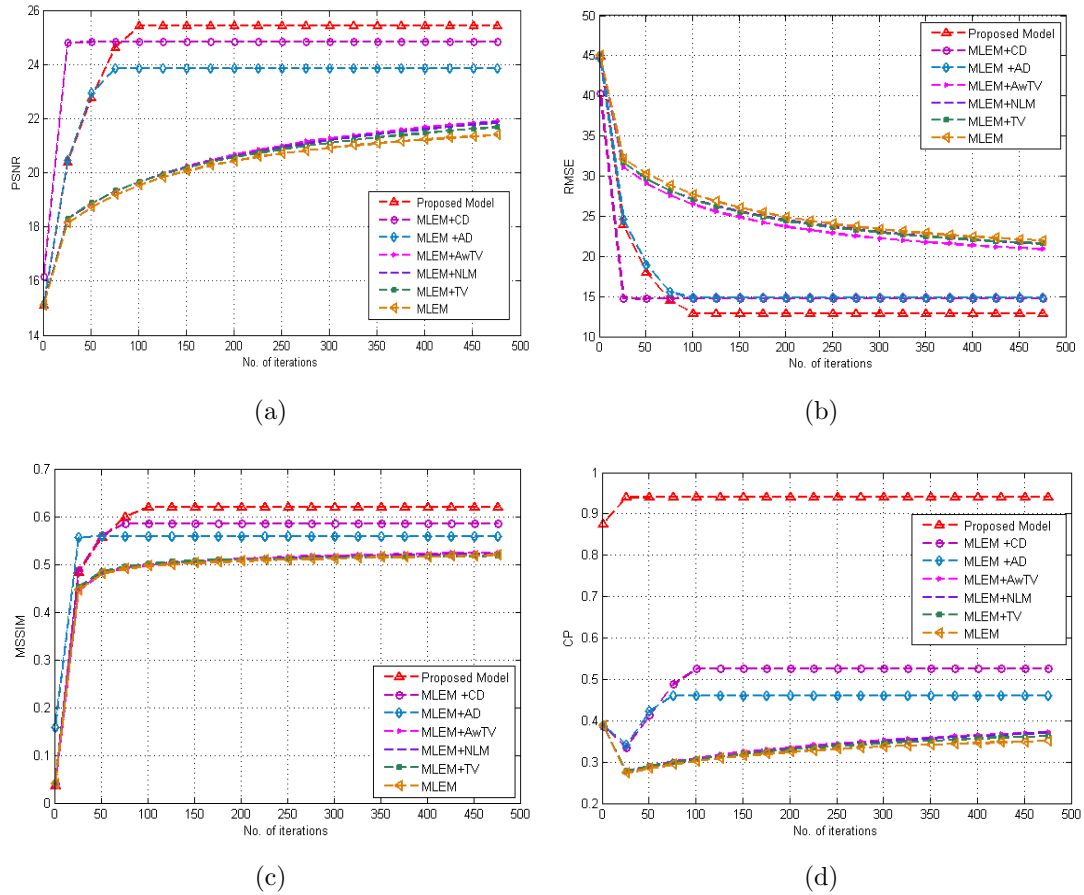 26
24
22
20
18
16
14
PSNR
0 50 100 150 200 250 300 350 400 450 500
No. of iterations
Proposed Model
MLEM+CD
MLEM +AD
MLEM+AwTV
MLEM+NLM
MLEM+TV
MLEM
(a)
50
45
40
35
30
25
20
15
10
RMSE
0 50 100 150 200 250 300 350 400 450 500
No. of iterations
Proposed Model
MLEM+CD
MLEM +AD
MLEM+AwTV
MLEM+NLM
MLEM+TV
MLEM
(b)
0.7
0.6
0.5
0.4
0.3
0.2
0.1
0
MSSIM
0 50 100 150 200 250 300 350 400 450 500
No. of iterations
Proposed Model
MLEM +CD
MLEM+AD
MLEM+AwTV
MLEM+NLM
MLEM+TV
MLEM
(c)
1
0.9
0.8
0.7
0.6
0.5
0.4
0.3
0.2
CP
0 50 100 150 200 250 300 350 400 450 500
No. of iterations
Proposed Model
MLEM +CD
MLEM +AD
MLEM+AwTV
MLEM+NLM
MLEM+TV
MLEM
(d)